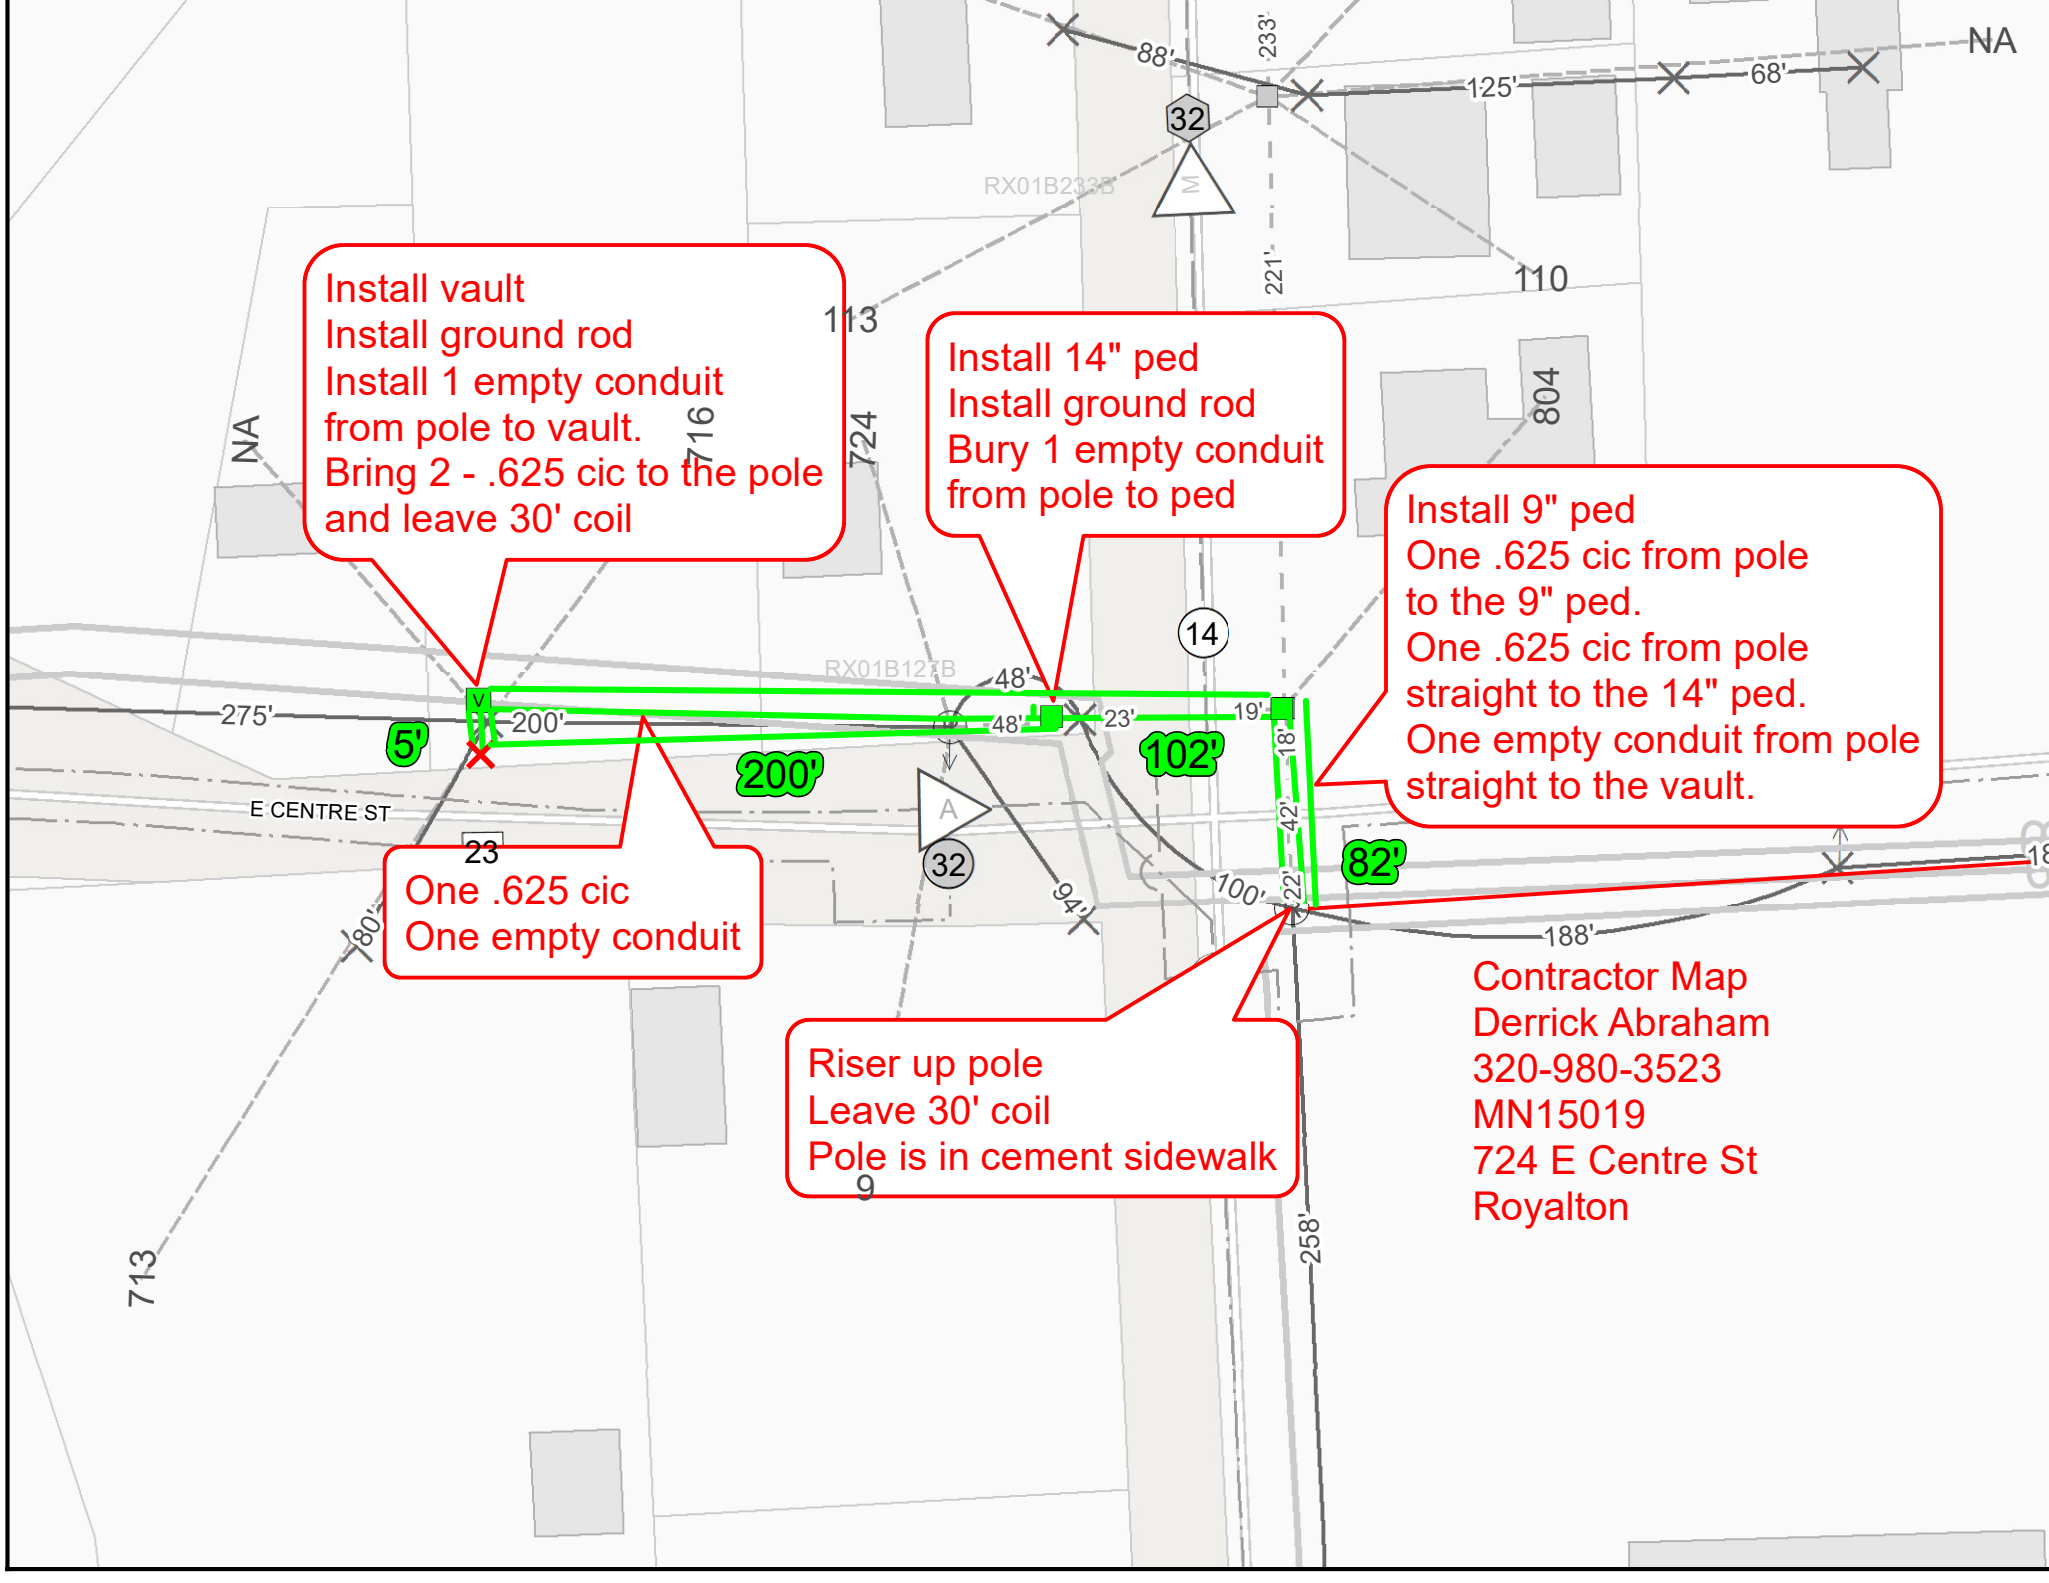 88'
233'
NA
125'
68'
32
M
RX01B233B
221'
110
113
Install vault
Install ground rod
Install 1 empty conduit
from pole to vault.
Bring 2 - .625 cic to the pole
and leave 30' coil
NA
716
724
Install 14" ped
Install ground rod
Bury 1 empty conduit
from pole to ped
804
Install 9" ped
One .625 cic from pole
to the 9" ped.
One .625 cic from pole
straight to the 14" ped.
One empty conduit from pole
straight to the vault.
14
RX01B127B
48'
V
275'
200'
48'
23'
19'
5'
18'
102'
200'
E CENTRE ST
A
42'
23
32
82'
One .625 cic
One empty conduit
180'
94'
100'
22'
188'
Contractor Map
Derrick Abraham
320-980-3523
MN15019
724 E Centre St
Royalton
Riser up pole
Leave 30' coil
Pole is in cement sidewalk
9
258'
713